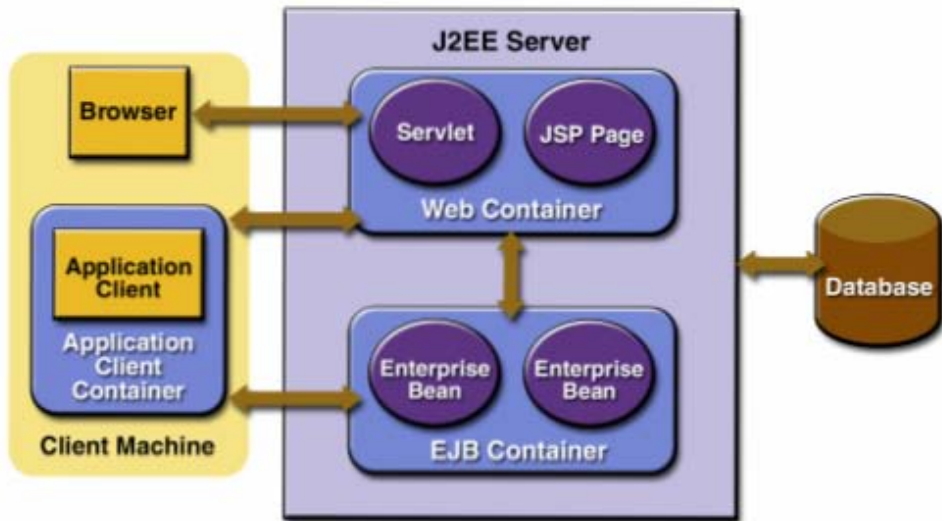 J2EE Server
Browser
Servlet
JSP Page
Web Container
Application
Client
Application
Client
Container
Client Machine
Enterprise
Bean
Enterprise
Bean
EJB Container
Database